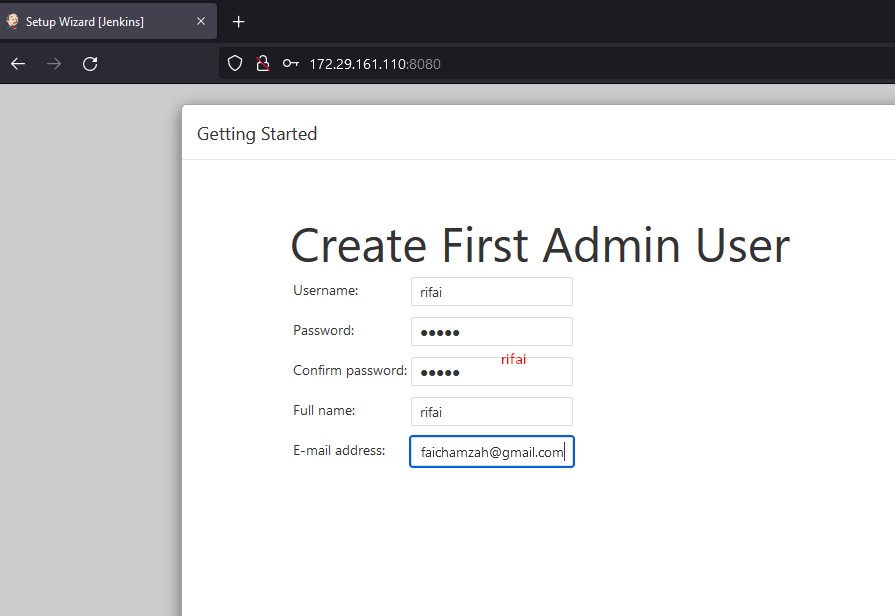 Setup Wizard [Jenkins]
172.29.161.110:8080
Getting Started
Create First Admin User
Username: rifai
Password: •••••
rifai
Confirm password: •••••
Full name: rifai
E-mail address: faichamzah@gmail.com